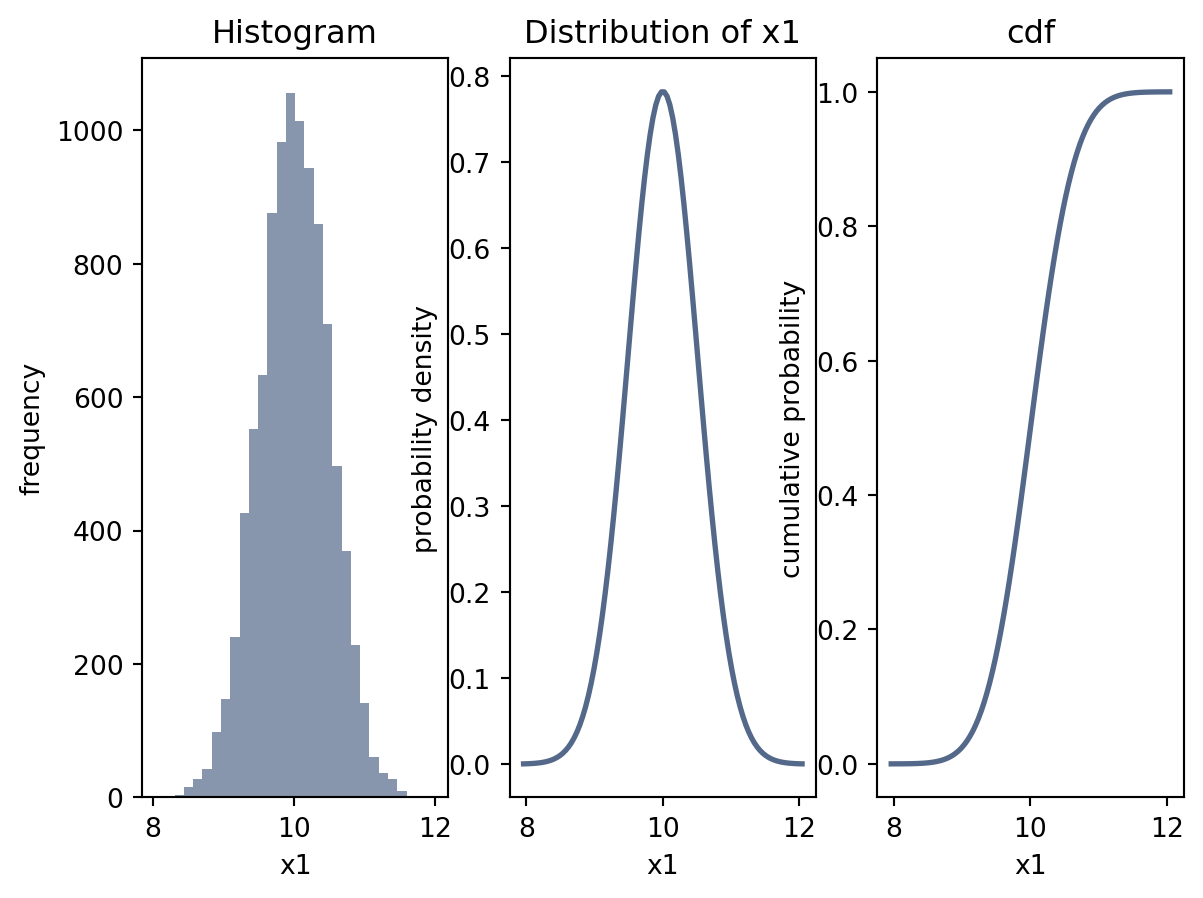 Histogram
frequency
1000
800
600
400
200
0
8 10 12
x1
Distribution of x1
probability density
0.8
0.7
0.6
0.5
0.4
0.3
0.2
0.1
0.0
8 10 12
x1
cdf
cumulative probability
1.0
0.8
0.6
0.4
0.2
0.0
8 10 12
x1